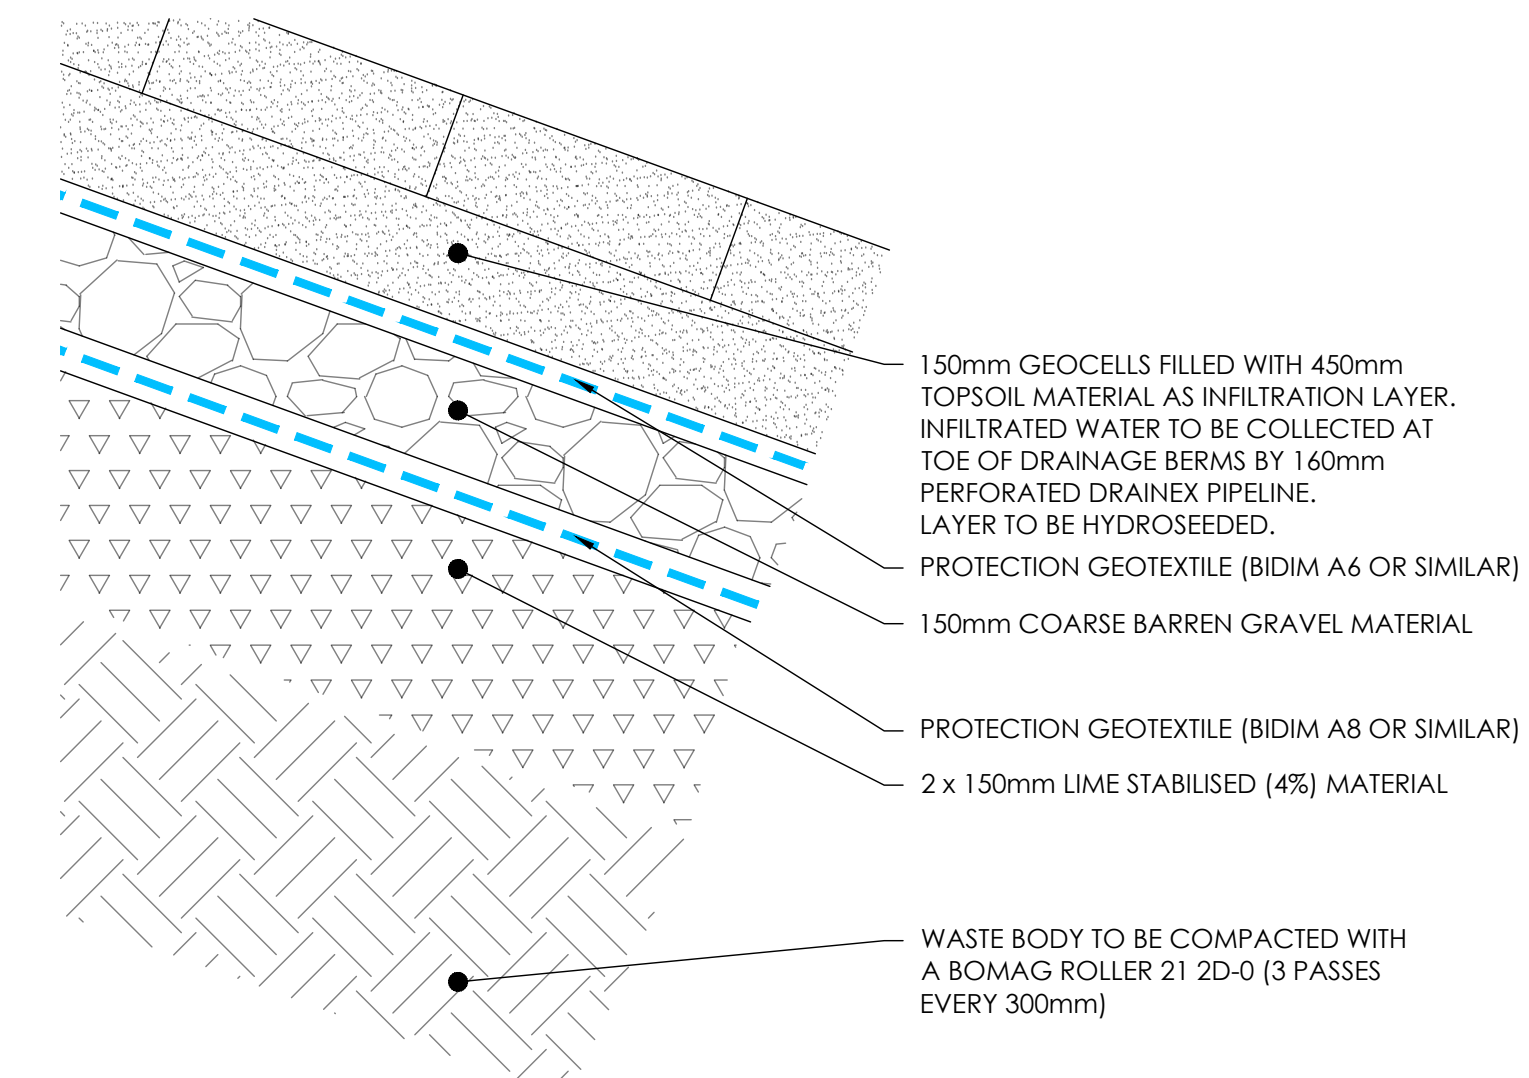 150mm GEOCELLS FILLED WITH 450mm
TOPSOIL MATERIAL AS INFILTRATION LAYER.
INFILTRATED WATER TO BE COLLECTED AT
TOE OF DRAINAGE BERMS BY 160mm
PERFORATED DRAINEX PIPELINE.
LAYER TO BE HYDROSEEDED.
PROTECTION GEOTEXTILE (BIDIM A6 OR SIMILAR)
150mm COARSE BARREN GRAVEL MATERIAL
PROTECTION GEOTEXTILE (BIDIM A8 OR SIMILAR)
2 x 150mm LIME STABILISED (4%) MATERIAL
WASTE BODY TO BE COMPACTED WITH
A BOMAG ROLLER 21 2D-0 (3 PASSES
EVERY 300mm)